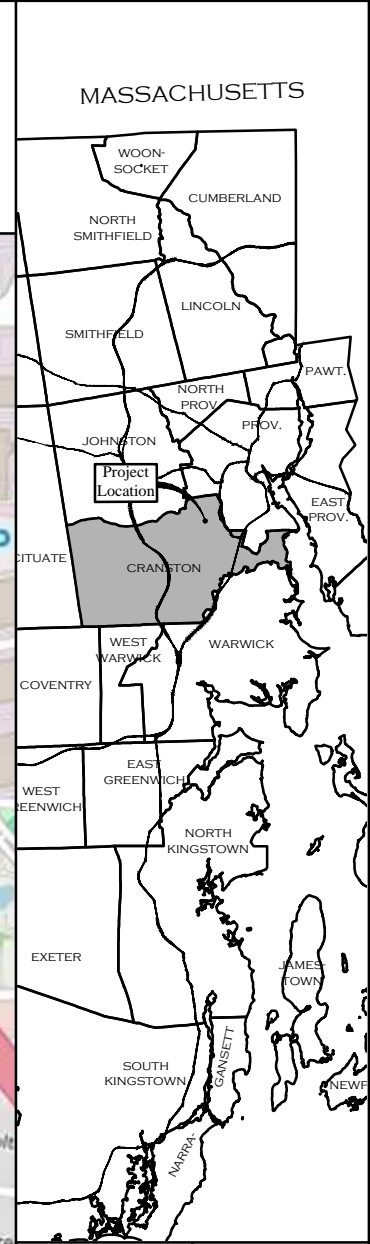 MASSACHUSETTS
WOON-
SOCKET
CUMBERLAND
NORTH
SMITHFIELD
LINCOLN
SMITHFIELD
PAWT.
NORTH
PROV.
PROV.
JOHNSTON
Project
Location
EAST
PROV.
CITUATE
CRANSTON
WEST
WARWICK
WARWICK
COVENTRY
EAST
GREENWICH
WEST
REENWICH
NORTH
KINGSTOWN
EXETER
JAMES-
TOWN
SOUTH
KINGSTOWN
GANSETT
NARRA-
NEWP